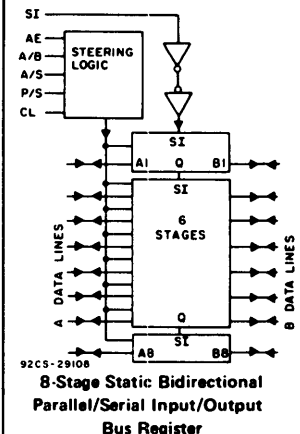 SI
AE
A/B
A/S
P/S
CL
STEERING
LOGIC
SI
A1 Q B1
SI
6
STAGES
Q
A DATA LINES
B DATA LINES
SI
A8 B8
92CS-29108
8-Stage Static Bidirectional
Parallel/Serial Input/Output
Bus Register